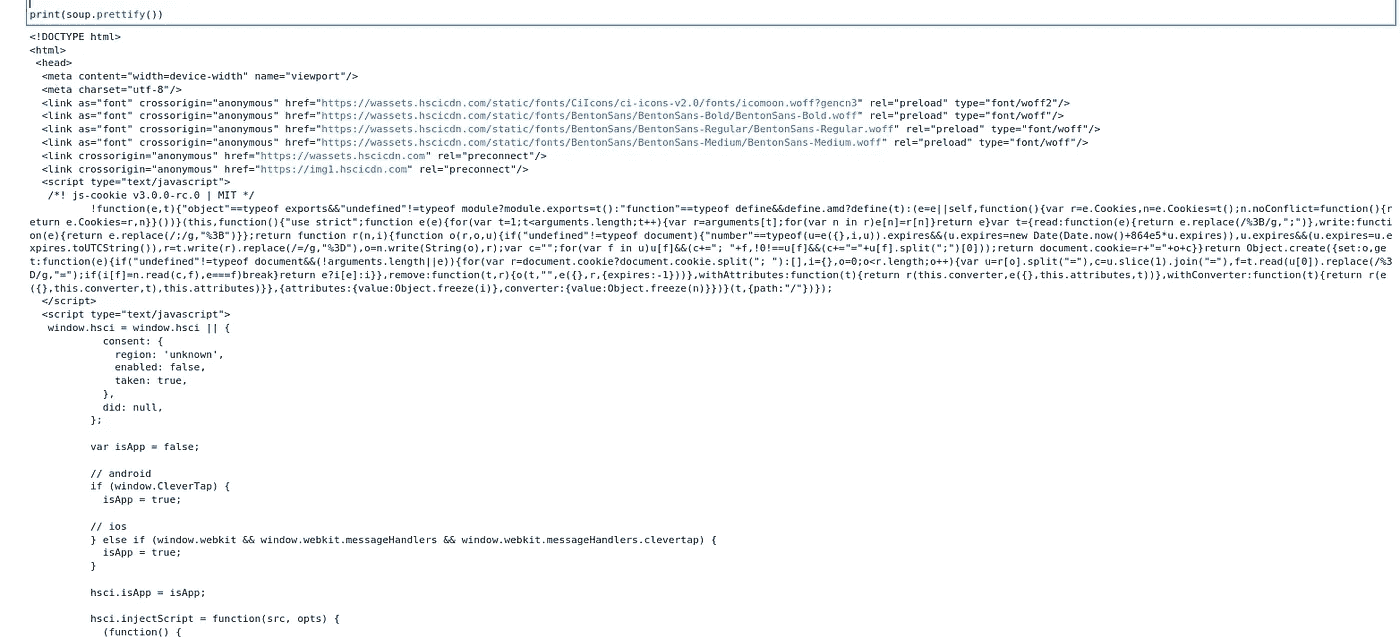 print(soup.prettify())
<!DOCTYPE html>
<html>
 <head>
  <meta content="width=device-width" name="viewport"/>
  <meta charset="utf-8"/>
  <link as="font" crossorigin="anonymous" href="https://wassets.hscicdn.com/static/fonts/CiIcons/ci-icons-v2.0/fonts/icomoon.woff?gencn3" rel="preload" type="font/woff2"/>
  <link as="font" crossorigin="anonymous" href="https://wassets.hscicdn.com/static/fonts/BentonSans/BentonSans-Bold/BentonSans-Bold.woff" rel="preload" type="font/woff"/>
  <link as="font" crossorigin="anonymous" href="https://wassets.hscicdn.com/static/fonts/BentonSans/BentonSans-Regular/BentonSans-Regular.woff" rel="preload" type="font/woff"/>
  <link as="font" crossorigin="anonymous" href="https://wassets.hscicdn.com/static/fonts/BentonSans/BentonSans-Medium/BentonSans-Medium.woff" rel="preload" type="font/woff"/>
  <link crossorigin="anonymous" href="https://wassets.hscicdn.com" rel="preconnect"/>
  <link crossorigin="anonymous" href="https://img1.hscicdn.com" rel="preconnect"/>
  <script type="text/javascript">
   /*! js-cookie v3.0.0-rc.0 | MIT */
          !function(e,t){"object"==typeof exports&&"undefined"!=typeof module?module.exports=t():"function"==typeof define&&define.amd?define(t):(e=e||self,function(){var r=e.Cookies,n=e.Cookies=t();n.noConflict=function(){r
eturn e.Cookies=r,n}}())}(this,function(){"use strict";function e(e){for(var t=1;t<arguments.length;t++){var r=arguments[t];for(var n in r)e[n]=r[n]}return e}var t={read:function(e){return e.replace(/%3B/g,";")},write:functi
on(e){return e.replace(/;/g,"%3B")}};return function r(n,i){function o(r,o,u){if("undefined"!=typeof document){"number"==typeof(u=e({},i,u)).expires&&(u.expires=new Date(Date.now()+864e5*u.expires)),u.expires&&(u.expires=u.e
xpires.toUTCString()),r=t.write(r).replace(/=/g,"%3D"),o=n.write(String(o),r);var c="";for(var f in u)u[f]&&(c+="; "+f,!0!==u[f]&&(c+="="+u[f].split(";")[0]));return document.cookie=r+"="+o+c}}return Object.create({set:o,ge
t:function(e){if("undefined"!=typeof document&&(!arguments.length||e)){for(var r=document.cookie?document.cookie.split("; "):[],i={},o=0;o<r.length;o++){var u=r[o].split("="),c=u.slice(1).join("="),f=t.read(u[0]).replace(/%3
D/g,"=");if(i[f]=n.read(c,f),e===f)break}return e?i[e]:i}},remove:function(t,r){o(t,"",e({},r,{expires:-1}))},withAttributes:function(t){return r(this.converter,e({},this.attributes,t))},withConverter:function(t){return r(e
({},this.converter,t),this.attributes)}},{attributes:{value:Object.freeze(i)},converter:{value:Object.freeze(n)}})}(t,{path:"/"})});
  </script>
  <script type="text/javascript">
   window.hsci = window.hsci || {
            consent: {
              region: 'unknown',
              enabled: false,
              taken: true,
            },
            did: null,
          };
          var isApp = false;
          // android
          if (window.CleverTap) {
            isApp = true;
          // ios
          } else if (window.webkit && window.webkit.messageHandlers && window.webkit.messageHandlers.clevertap) {
            isApp = true;
          }
          hsci.isApp = isApp;
          hsci.injectScript = function(src, opts) {
            (function() {